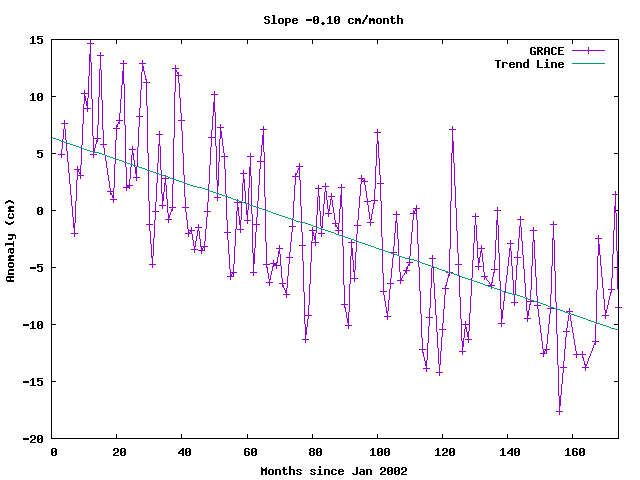 Slope -0.10 cm/month
GRACE
Trend Line
15
10
5
0
-5
-10
-15
-20
Anomaly (cm)
0 20 40 60 80 100 120 140 160
Months since Jan 2002